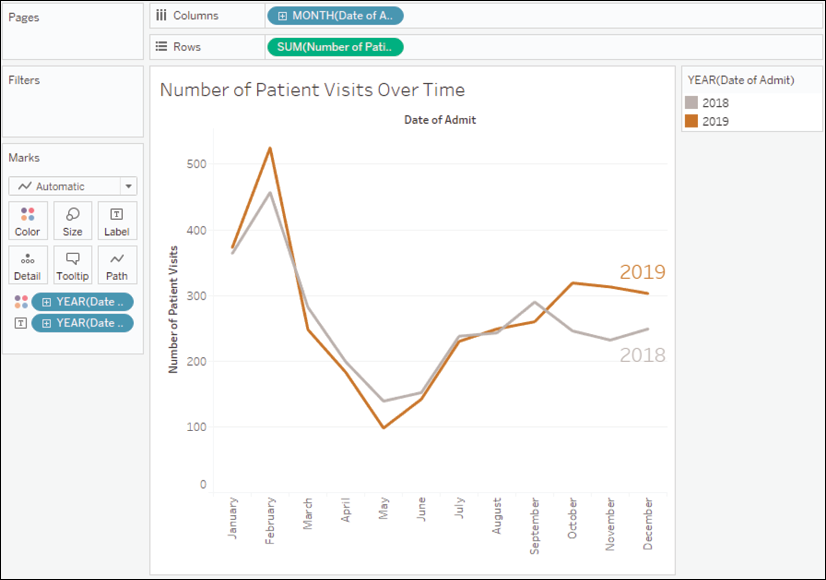 Pages
Columns
MONTH(Date of A..
Rows
SUM(Number of Pati..
Filters
Marks
Automatic
Color
Size
Label
Detail
Tooltip
Path
YEAR(Date ..
YEAR(Date ..
Number of Patient Visits Over Time
Date of Admit
Number of Patient Visits
500
400
300
200
100
0
2019
2018
January
February
March
April
May
June
July
August
September
October
November
December
YEAR(Date of Admit)
2018
2019